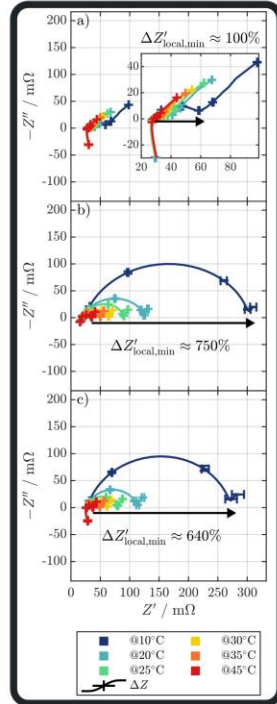 a)
ΔZ′local,min ≈ 100%
200
150
100
50
0
-50
-100
−Z″ / mΩ
40
20
0
-20
40 60 80 100
b)
200
150
100
50
0
-50
-100
−Z″ / mΩ
ΔZ′local,min ≈ 750%
c)
200
150
100
50
0
-50
-100
−Z″ / mΩ
ΔZ′local,min ≈ 640%
0 50 100 150 200 250 300
Z′ / mΩ
@10°C @30°C
@20°C @35°C
@25°C @45°C
ΔZ